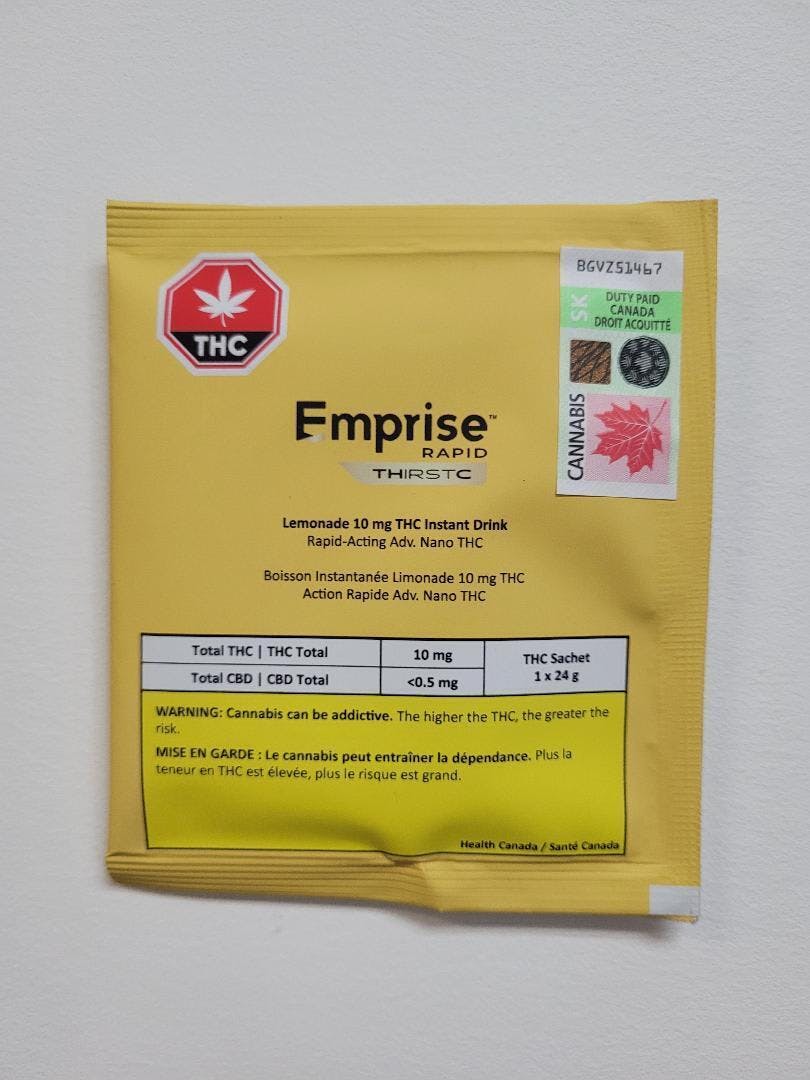 THC
BGVZ51467
SK
DUTY PAID
CANADA
DROIT ACQUITTÉ
CANNABIS
Emprise™
RAPID
THIRSTC
Lemonade 10 mg THC Instant Drink
Rapid-Acting Adv. Nano THC
Boisson Instantanée Limonade 10 mg THC
Action Rapide Adv. Nano THC
Total THC | THC Total 10 mg
Total CBD | CBD Total <0.5 mg
THC Sachet
1 x 24 g
WARNING: Cannabis can be addictive. The higher the THC, the greater the
risk.
MISE EN GARDE : Le cannabis peut entraîner la dépendance. Plus la
teneur en THC est élevée, plus le risque est grand.
Health Canada / Santé Canada